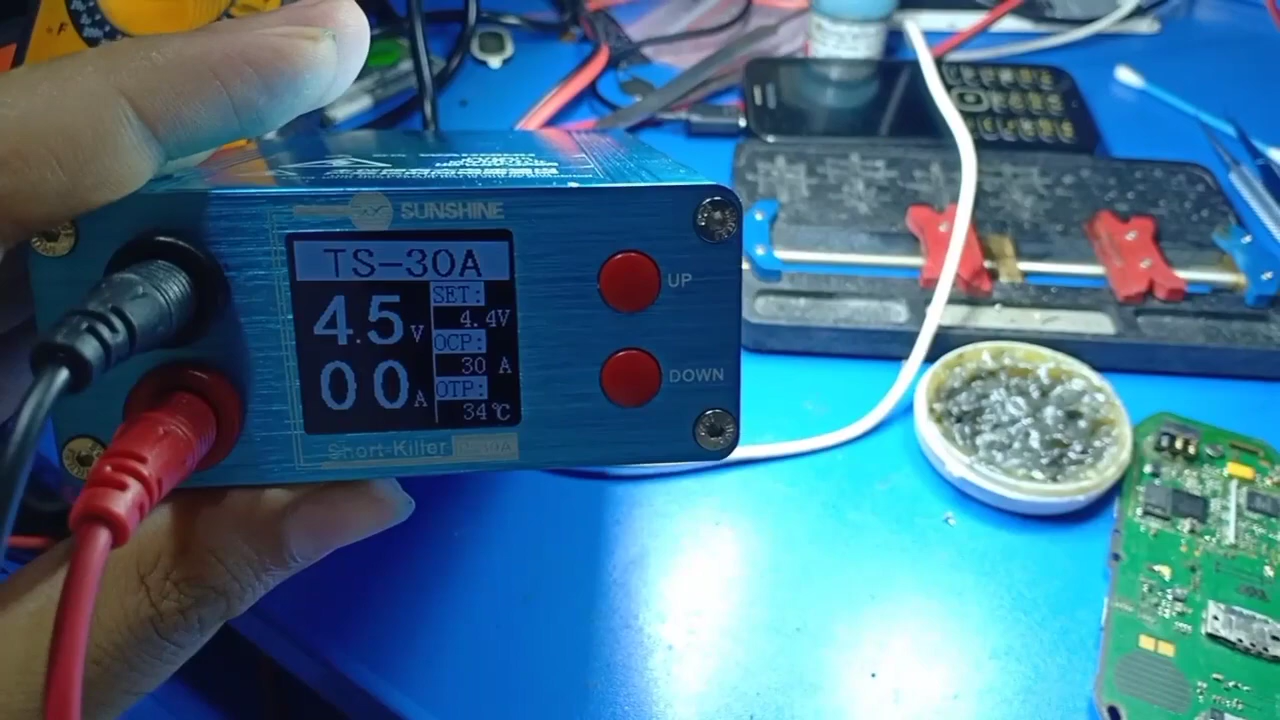 SUNSHINE
TS-30A
4.5V
00A
SET:
4.4V
OCP:
30 A
OTP:
34℃
UP
DOWN
Short-Killer